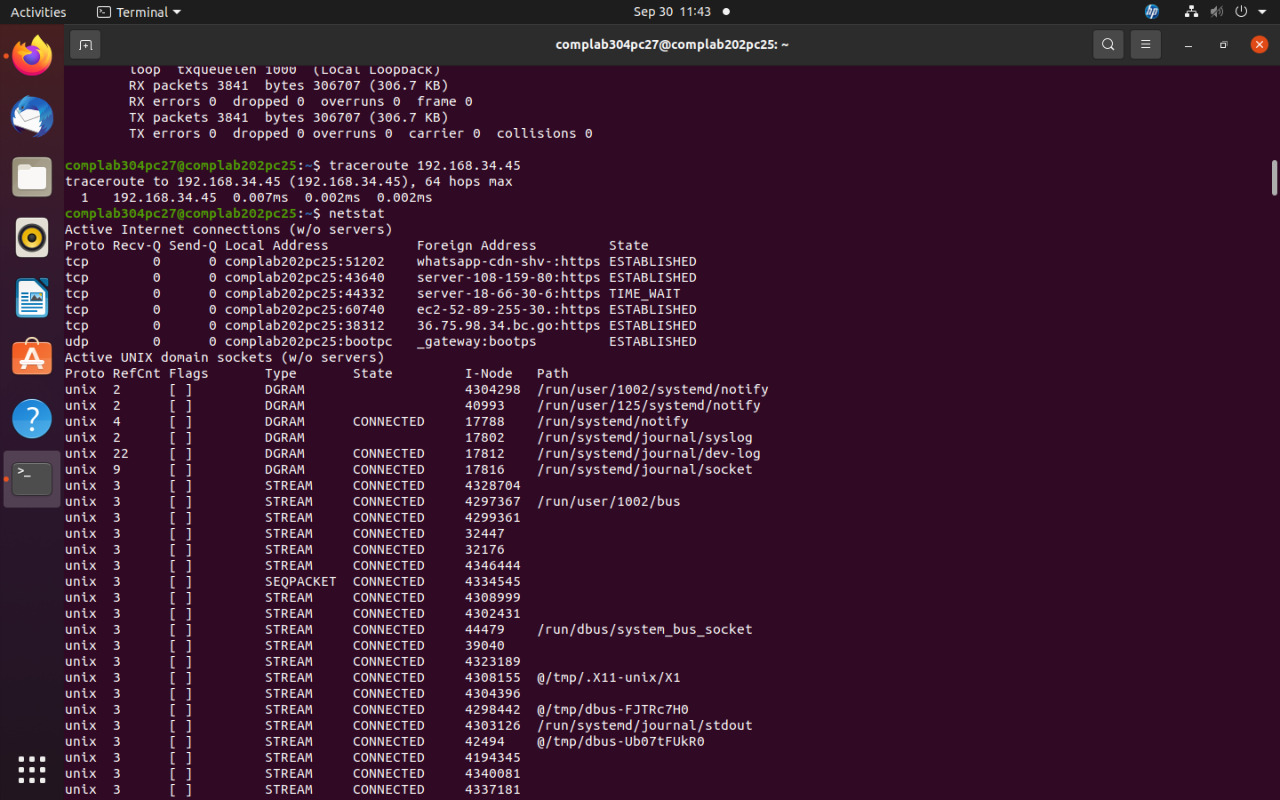 Activities Terminal Sep 30 11:43
complab304pc27@complab202pc25: ~
loop txqueuelen 1000 (Local Loopback)
RX packets 3841 bytes 306707 (306.7 KB)
RX errors 0 dropped 0 overruns 0 frame 0
TX packets 3841 bytes 306707 (306.7 KB)
TX errors 0 dropped 0 overruns 0 carrier 0 collisions 0
complab304pc27@complab202pc25:~$ traceroute 192.168.34.45
traceroute to 192.168.34.45 (192.168.34.45), 64 hops max
1 192.168.34.45 0.007ms 0.002ms 0.002ms
complab304pc27@complab202pc25:~$ netstat
Active Internet connections (w/o servers)
Proto Recv-Q Send-Q Local Address Foreign Address State
tcp 0 0 complab202pc25:51202 whatsapp-cdn-shv-:https ESTABLISHED
tcp 0 0 complab202pc25:43640 server-108-159-80:https ESTABLISHED
tcp 0 0 complab202pc25:44332 server-18-66-30-6:https TIME_WAIT
tcp 0 0 complab202pc25:60740 ec2-52-89-255-30.:https ESTABLISHED
tcp 0 0 complab202pc25:38312 36.75.98.34.bc.go:https ESTABLISHED
udp 0 0 complab202pc25:bootpc _gateway:bootps ESTABLISHED
Active UNIX domain sockets (w/o servers)
Proto RefCnt Flags Type State I-Node Path
unix 2 [ ] DGRAM 4304298 /run/user/1002/systemd/notify
unix 2 [ ] DGRAM 40993 /run/user/125/systemd/notify
unix 4 [ ] DGRAM CONNECTED 17788 /run/systemd/notify
unix 2 [ ] DGRAM 17802 /run/systemd/journal/syslog
unix 22 [ ] DGRAM CONNECTED 17812 /run/systemd/journal/dev-log
unix 9 [ ] DGRAM CONNECTED 17816 /run/systemd/journal/socket
unix 3 [ ] STREAM CONNECTED 4328704
unix 3 [ ] STREAM CONNECTED 4297367 /run/user/1002/bus
unix 3 [ ] STREAM CONNECTED 4299361
unix 3 [ ] STREAM CONNECTED 32447
unix 3 [ ] STREAM CONNECTED 32176
unix 3 [ ] STREAM CONNECTED 4346444
unix 3 [ ] SEQPACKET CONNECTED 4334545
unix 3 [ ] STREAM CONNECTED 4308999
unix 3 [ ] STREAM CONNECTED 4302431
unix 3 [ ] STREAM CONNECTED 44479 /run/dbus/system_bus_socket
unix 3 [ ] STREAM CONNECTED 39040
unix 3 [ ] STREAM CONNECTED 4323189
unix 3 [ ] STREAM CONNECTED 4308155 @/tmp/.X11-unix/X1
unix 3 [ ] STREAM CONNECTED 4304396
unix 3 [ ] STREAM CONNECTED 4298442 @/tmp/dbus-FJTRc7H0
unix 3 [ ] STREAM CONNECTED 4303126 /run/systemd/journal/stdout
unix 3 [ ] STREAM CONNECTED 42494 @/tmp/dbus-Ub07tFUkR0
unix 3 [ ] STREAM CONNECTED 4194345
unix 3 [ ] STREAM CONNECTED 4340081
unix 3 [ ] STREAM CONNECTED 4337181